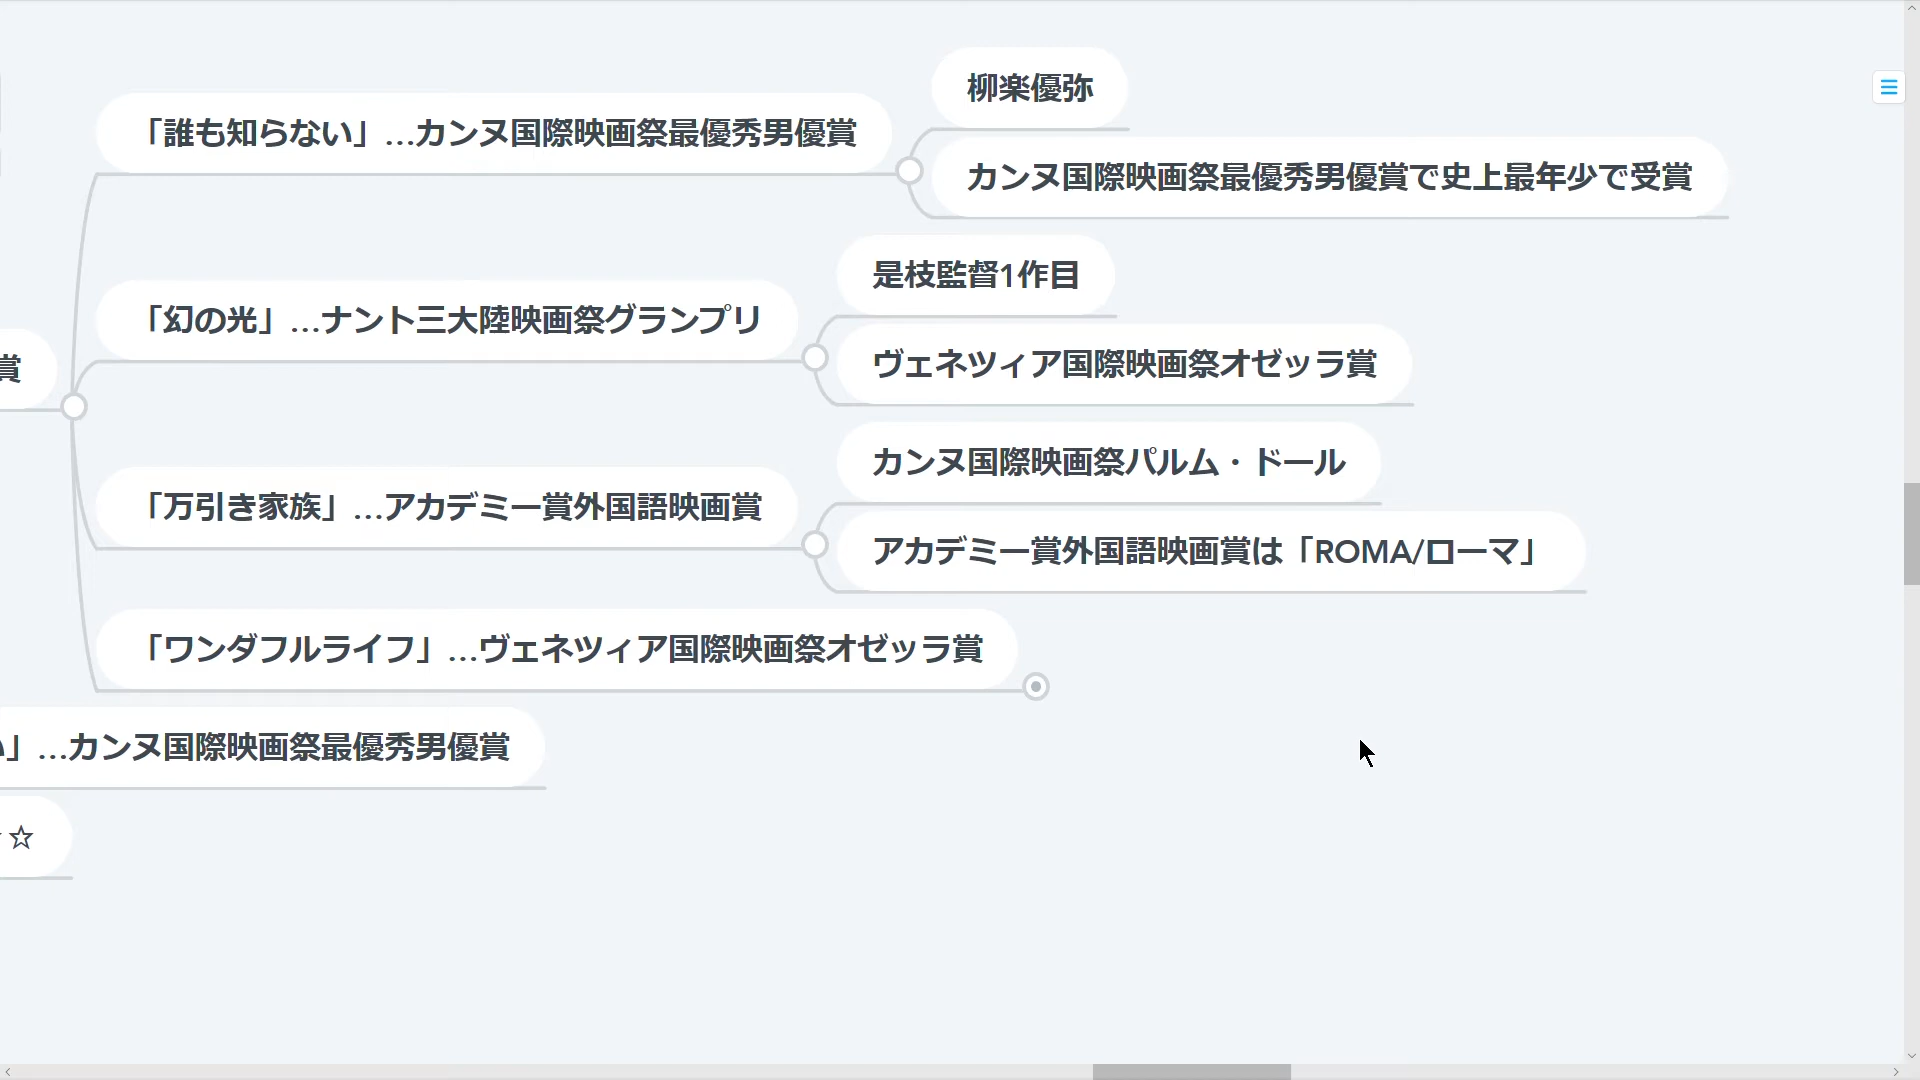 柳楽優弥
「誰も知らない」…カンヌ国際映画祭最優秀男優賞
カンヌ国際映画祭最優秀男優賞で史上最年少で受賞
是枝監督1作目
「幻の光」…ナント三大陸映画祭グランプリ
ヴェネツィア国際映画祭オゼッラ賞
賞
カンヌ国際映画祭パルム・ドール
「万引き家族」…アカデミー賞外国語映画賞
アカデミー賞外国語映画賞は「ROMA/ローマ」
「ワンダフルライフ」…ヴェネツィア国際映画祭オゼッラ賞
い」…カンヌ国際映画祭最優秀男優賞
☆